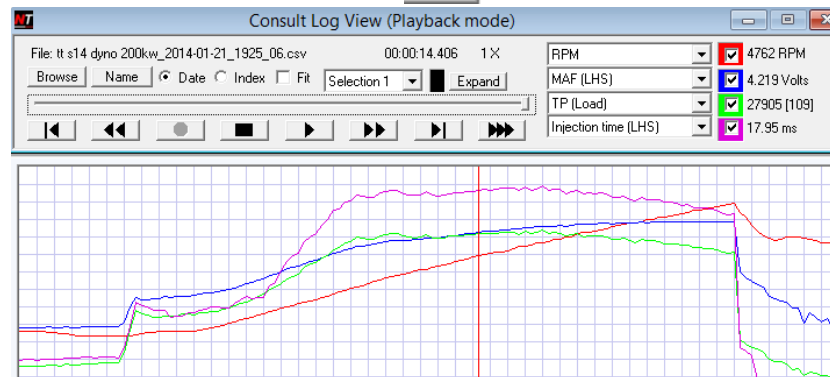 NT Consult Log View (Playback mode)
File: tt s14 dyno 200kw_2014-01-21_1925_06.csv 00:00:14.406 1 X
Browse Name Date Index Fit Selection 1 Expand
RPM 4762 RPM
MAF (LHS) 4.219 Volts
TP (Load) 27905 [109]
Injection time (LHS) 17.95 ms